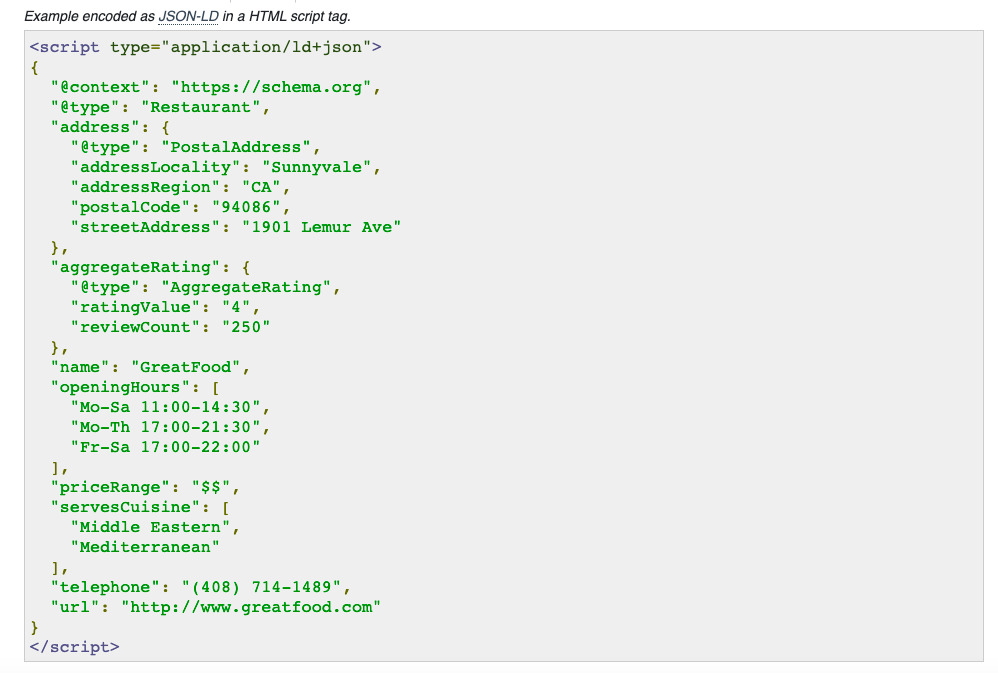 Example encoded as JSON-LD in a HTML script tag.
<script type="application/ld+json">
{
  "@context": "https://schema.org",
  "@type": "Restaurant",
  "address": {
    "@type": "PostalAddress",
    "addressLocality": "Sunnyvale",
    "addressRegion": "CA",
    "postalCode": "94086",
    "streetAddress": "1901 Lemur Ave"
  },
  "aggregateRating": {
    "@type": "AggregateRating",
    "ratingValue": "4",
    "reviewCount": "250"
  },
  "name": "GreatFood",
  "openingHours": [
    "Mo-Sa 11:00-14:30",
    "Mo-Th 17:00-21:30",
    "Fr-Sa 17:00-22:00"
  ],
  "priceRange": "$$",
  "servesCuisine": [
    "Middle Eastern",
    "Mediterranean"
  ],
  "telephone": "(408) 714-1489",
  "url": "http://www.greatfood.com"
}
</script>